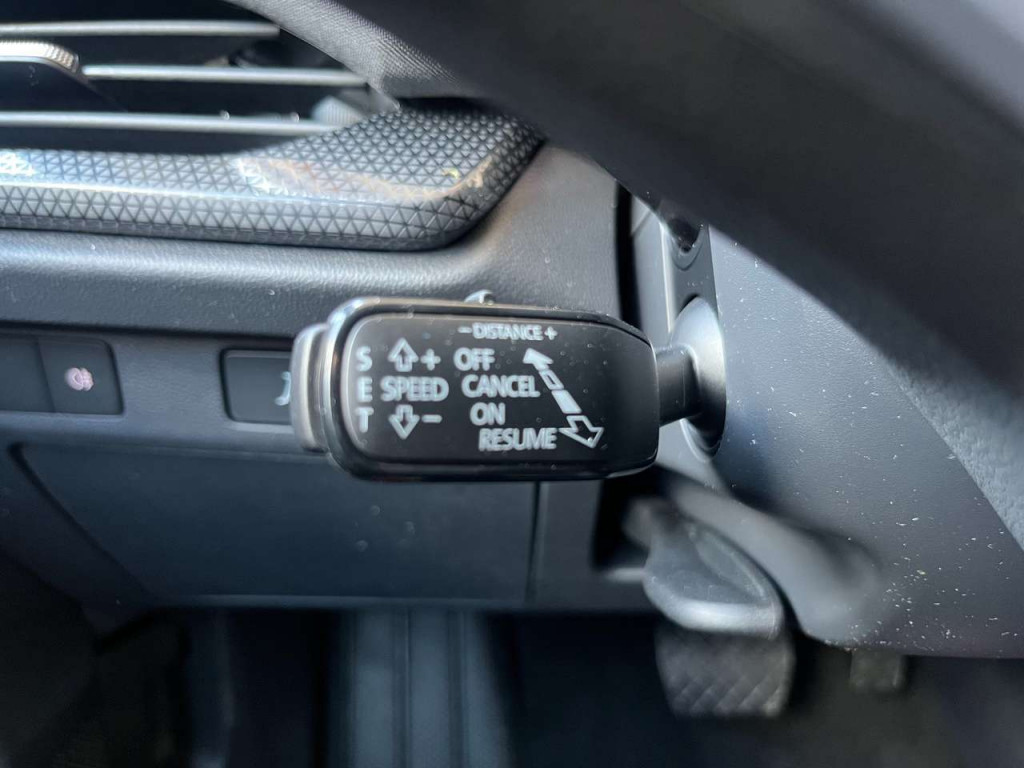 − DISTANCE +
S + OFF
E SPEED CANCEL
T − ON
RESUME